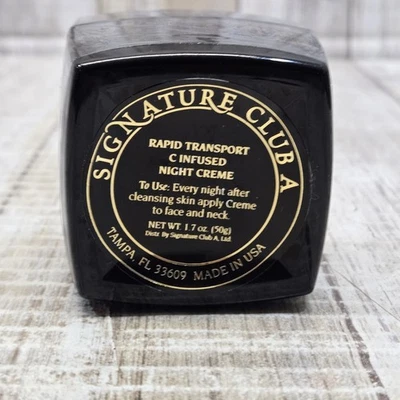 SIGNATURE CLUB A
RAPID TRANSPORT
C INFUSED
NIGHT CREME
To Use: Every night after
cleansing skin apply Creme
to face and neck.
NET WT 1.7 oz. (50g)
Distr. By Signature Club A, Ltd.
TAMPA, FL 33609 MADE IN USA